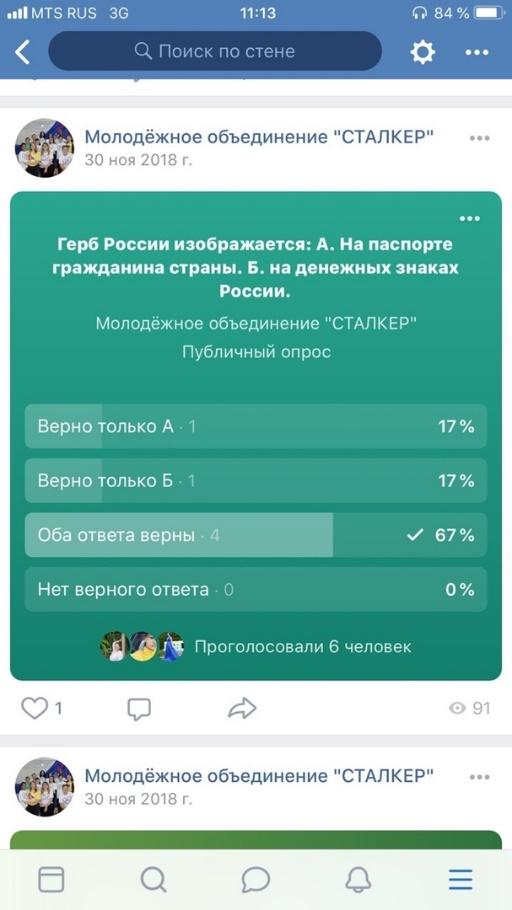 MTS RUS 3G 11:13 84 %
Поиск по стене
Молодёжное объединение "СТАЛКЕР"
30 ноя 2018 г.
Герб России изображается: А. На паспорте
гражданина страны. Б. на денежных знаках
России.
Молодёжное объединение "СТАЛКЕР"
Публичный опрос
Верно только А · 1 17 %
Верно только Б · 1 17 %
Оба ответа верны · 4 67 %
Нет верного ответа · 0 0 %
Проголосовали 6 человек
1 91
Молодёжное объединение "СТАЛКЕР"
30 ноя 2018 г.